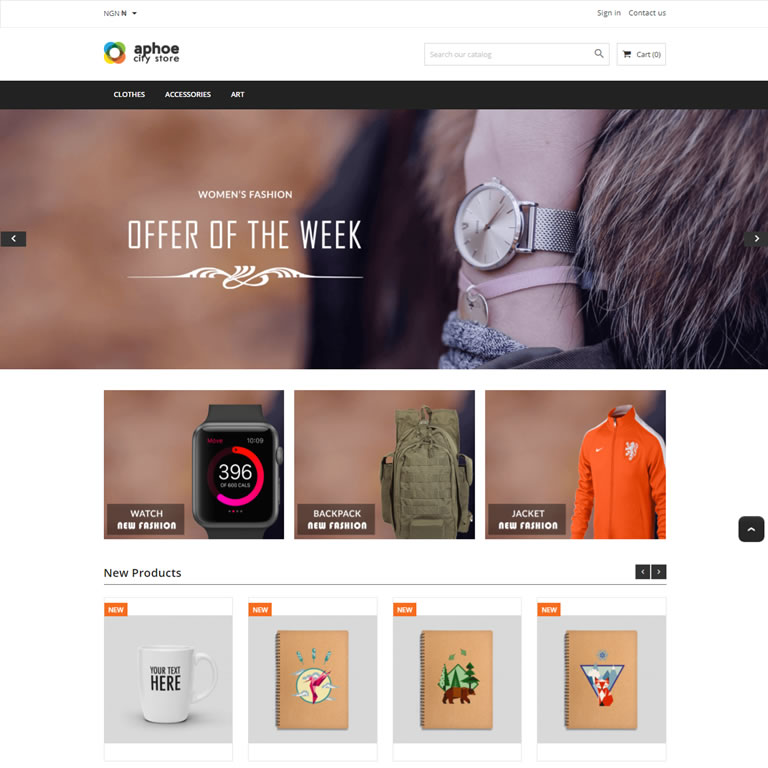 NGN ₦
Sign in Contact us
aphoe
city store
Search our catalog
Cart (0)
CLOTHES ACCESSORIES ART
WOMEN'S FASHION
OFFER OF THE WEEK
Move 10:09
396
OF 600 CALS
WATCH
NEW FASHION
BACKPACK
NEW FASHION
JACKET
NEW FASHION
New Products
NEW
NEW
NEW
NEW
YOUR TEXT
HERE